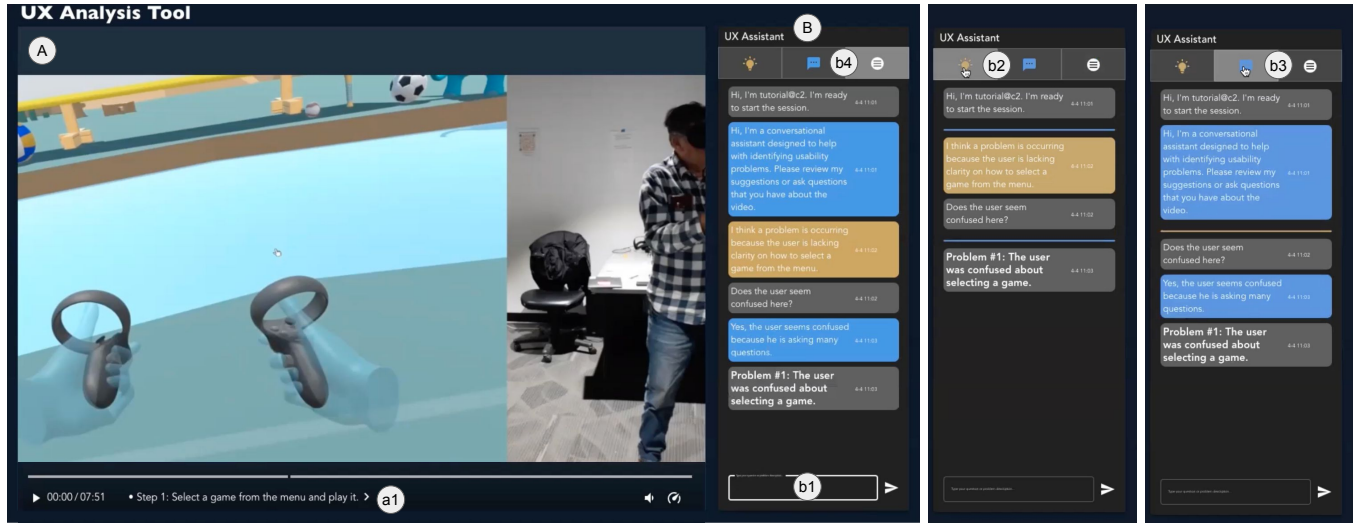 UX Analysis Tool
A
00:00 / 07:51
• Step 1: Select a game from the menu and play it. >
a1
B
UX Assistant
b4
Hi, I'm tutorial@c2. I'm ready
to start the session.
4-4 11:01
Hi, I'm a conversational
assistant designed to help
with identifying usability
problems. Please review my
suggestions or ask questions
that you have about the
video.
4-4 11:01
I think a problem is occurring
because the user is lacking
clarity on how to select a
game from the menu.
4-4 11:02
Does the user seem
confused here?
4-4 11:02
Yes, the user seems confused
because he is asking many
questions.
4-4 11:03
Problem #1: The user
was confused about
selecting a game.
4-4 11:03
b1
UX Assistant
b2
Hi, I'm tutorial@c2. I'm ready
to start the session.
4-4 11:01
I think a problem is occurring
because the user is lacking
clarity on how to select a
game from the menu.
4-4 11:02
Does the user seem
confused here?
4-4 11:02
Problem #1: The user
was confused about
selecting a game.
4-4 11:03
UX Assistant
b3
Hi, I'm tutorial@c2. I'm ready
to start the session.
4-4 11:01
Hi, I'm a conversational
assistant designed to help
with identifying usability
problems. Please review my
suggestions or ask questions
that you have about the
video.
4-4 11:01
Does the user seem
confused here?
4-4 11:02
Yes, the user seems confused
because he is asking many
questions.
4-4 11:03
Problem #1: The user
was confused about
selecting a game.
4-4 11:03